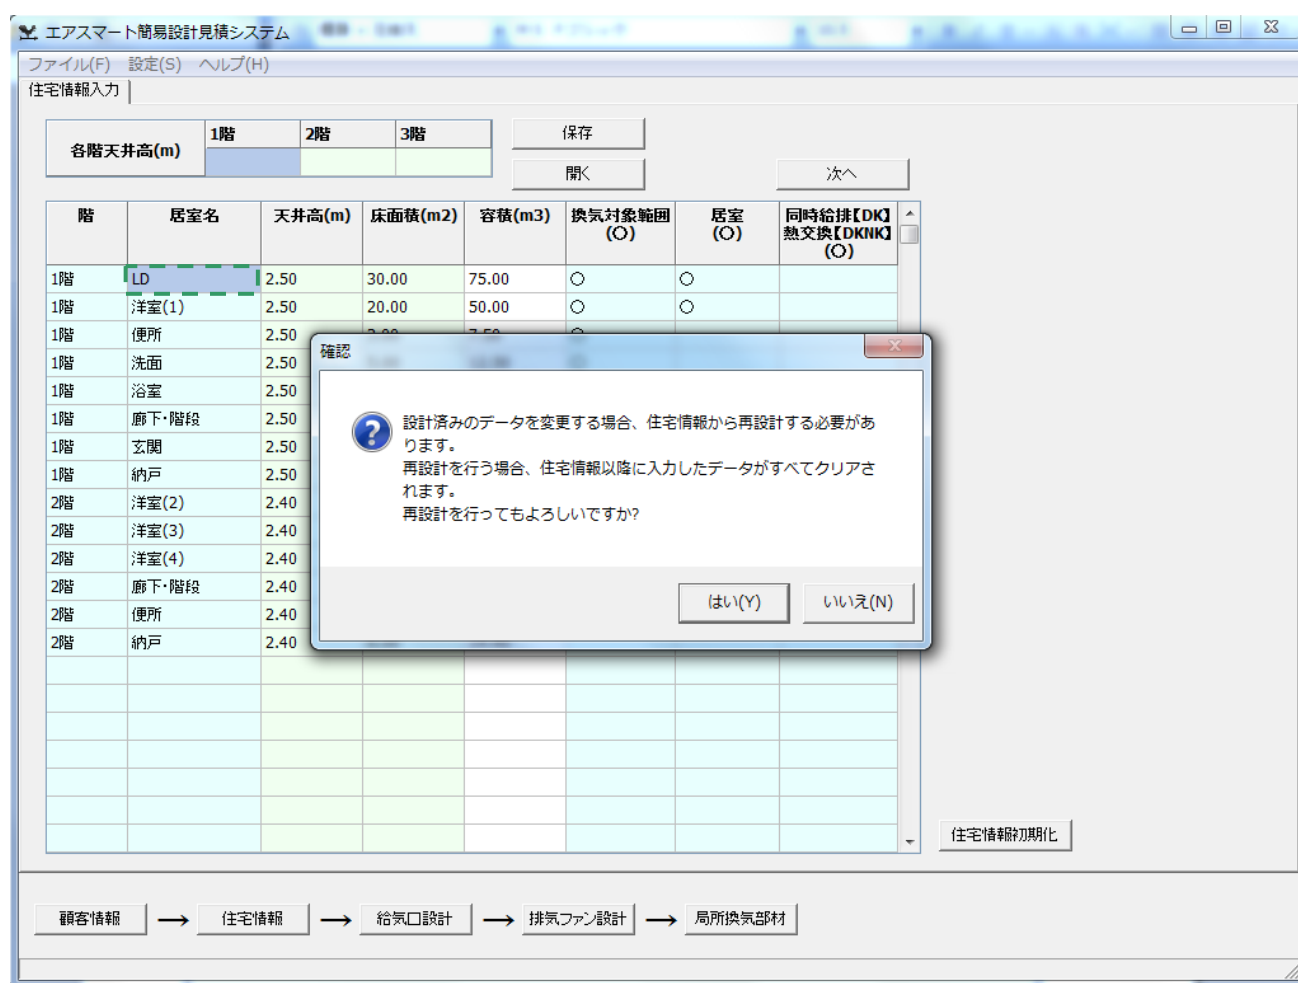 エアスマート簡易設計見積システム
ファイル(F) 設定(S) ヘルプ(H)
住宅情報入力
各階天井高(m) 1階 2階 3階
保存
開く
次へ
階 居室名 天井高(m) 床面積(m2) 容積(m3) 換気対象範囲 居室 同時給排【DK】
(○) (○) 熱交換【DKNK】
(○)
1階 LD 2.50 30.00 75.00 ○ ○
1階 洋室(1) 2.50 20.00 50.00 ○ ○
1階 便所 2.50
1階 洗面 2.50
1階 浴室 2.50
1階 廊下・階段 2.50
1階 玄関 2.50
1階 納戸 2.50
2階 洋室(2) 2.40
2階 洋室(3) 2.40
2階 洋室(4) 2.40
2階 廊下・階段 2.40
2階 便所 2.40
2階 納戸 2.40
確認
設計済みのデータを変更する場合、住宅情報から再設計する必要があ
ります。
再設計を行う場合、住宅情報以降に入力したデータがすべてクリアさ
れます。
再設計を行ってもよろしいですか?
はい(Y) いいえ(N)
住宅情報初期化
顧客情報 → 住宅情報 → 給気口設計 → 排気ファン設計 → 局所換気部材